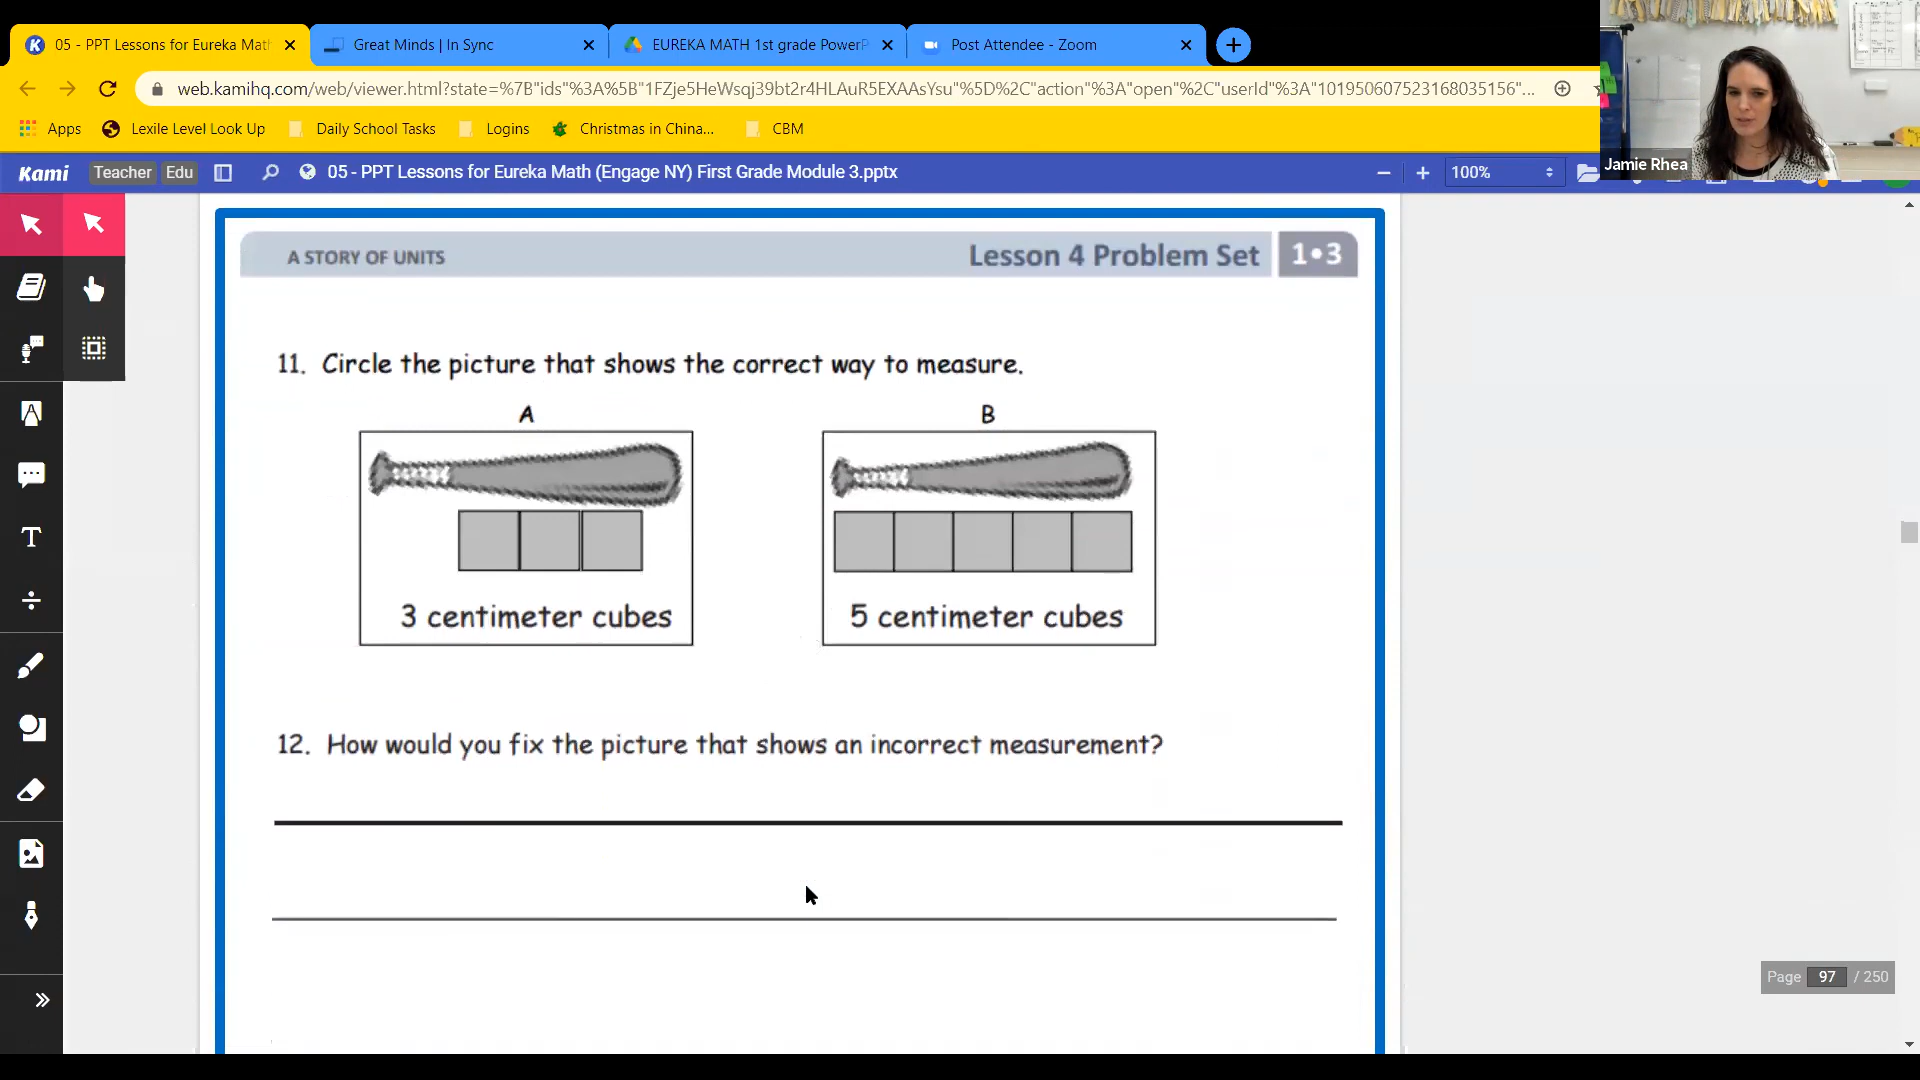 05 - PPT Lessons for Eureka Mat
Great Minds | In Sync
EUREKA MATH 1st grade PowerP
Post Attendee - Zoom
web.kamihq.com/web/viewer.html?state=%7B"ids"%3A%5B"1FZje5HeWsqj39bt2r4HLAuR5EXAAsYsu"%5D%2C"action"%3A"open"%2C"userId"%3A"101950607523168035156"...
Apps
Lexile Level Look Up
Daily School Tasks
Logins
Christmas in China...
CBM
Jamie Rhea
Kami
Teacher
Edu
05 - PPT Lessons for Eureka Math (Engage NY) First Grade Module 3.pptx
100%
A STORY OF UNITS
Lesson 4 Problem Set
1•3
11. Circle the picture that shows the correct way to measure.
A
B
3 centimeter cubes
5 centimeter cubes
12. How would you fix the picture that shows an incorrect measurement?
Page 97 / 250